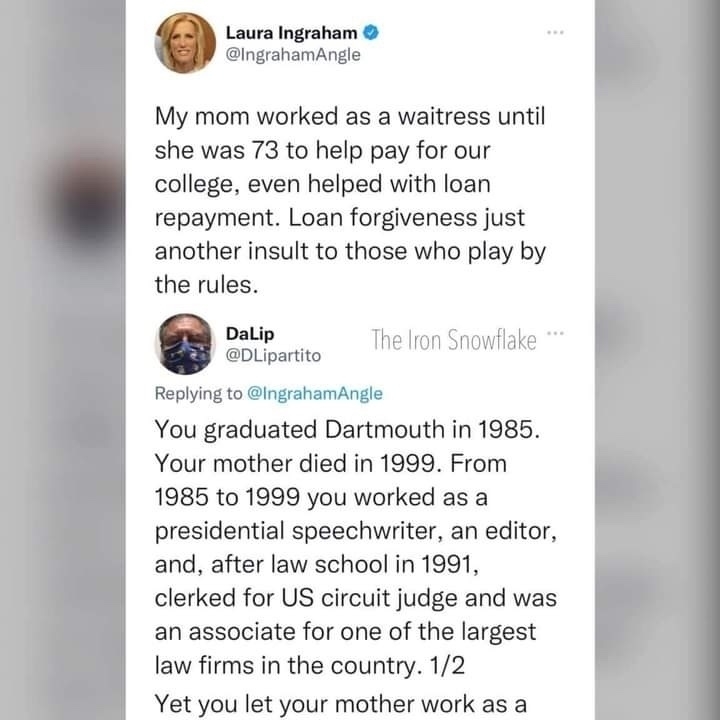 Laura Ingraham
@IngrahamAngle
My mom worked as a waitress until
she was 73 to help pay for our
college, even helped with loan
repayment. Loan forgiveness just
another insult to those who play by
the rules.
DaLip
The Iron Snowflake
@DLipartito
Replying to @IngrahamAngle
You graduated Dartmouth in 1985.
Your mother died in 1999. From
1985 to 1999 you worked as a
presidential speechwriter, an editor,
and, after law school in 1991,
clerked for US circuit judge and was
an associate for one of the largest
law firms in the country. 1/2
Yet you let your mother work as a